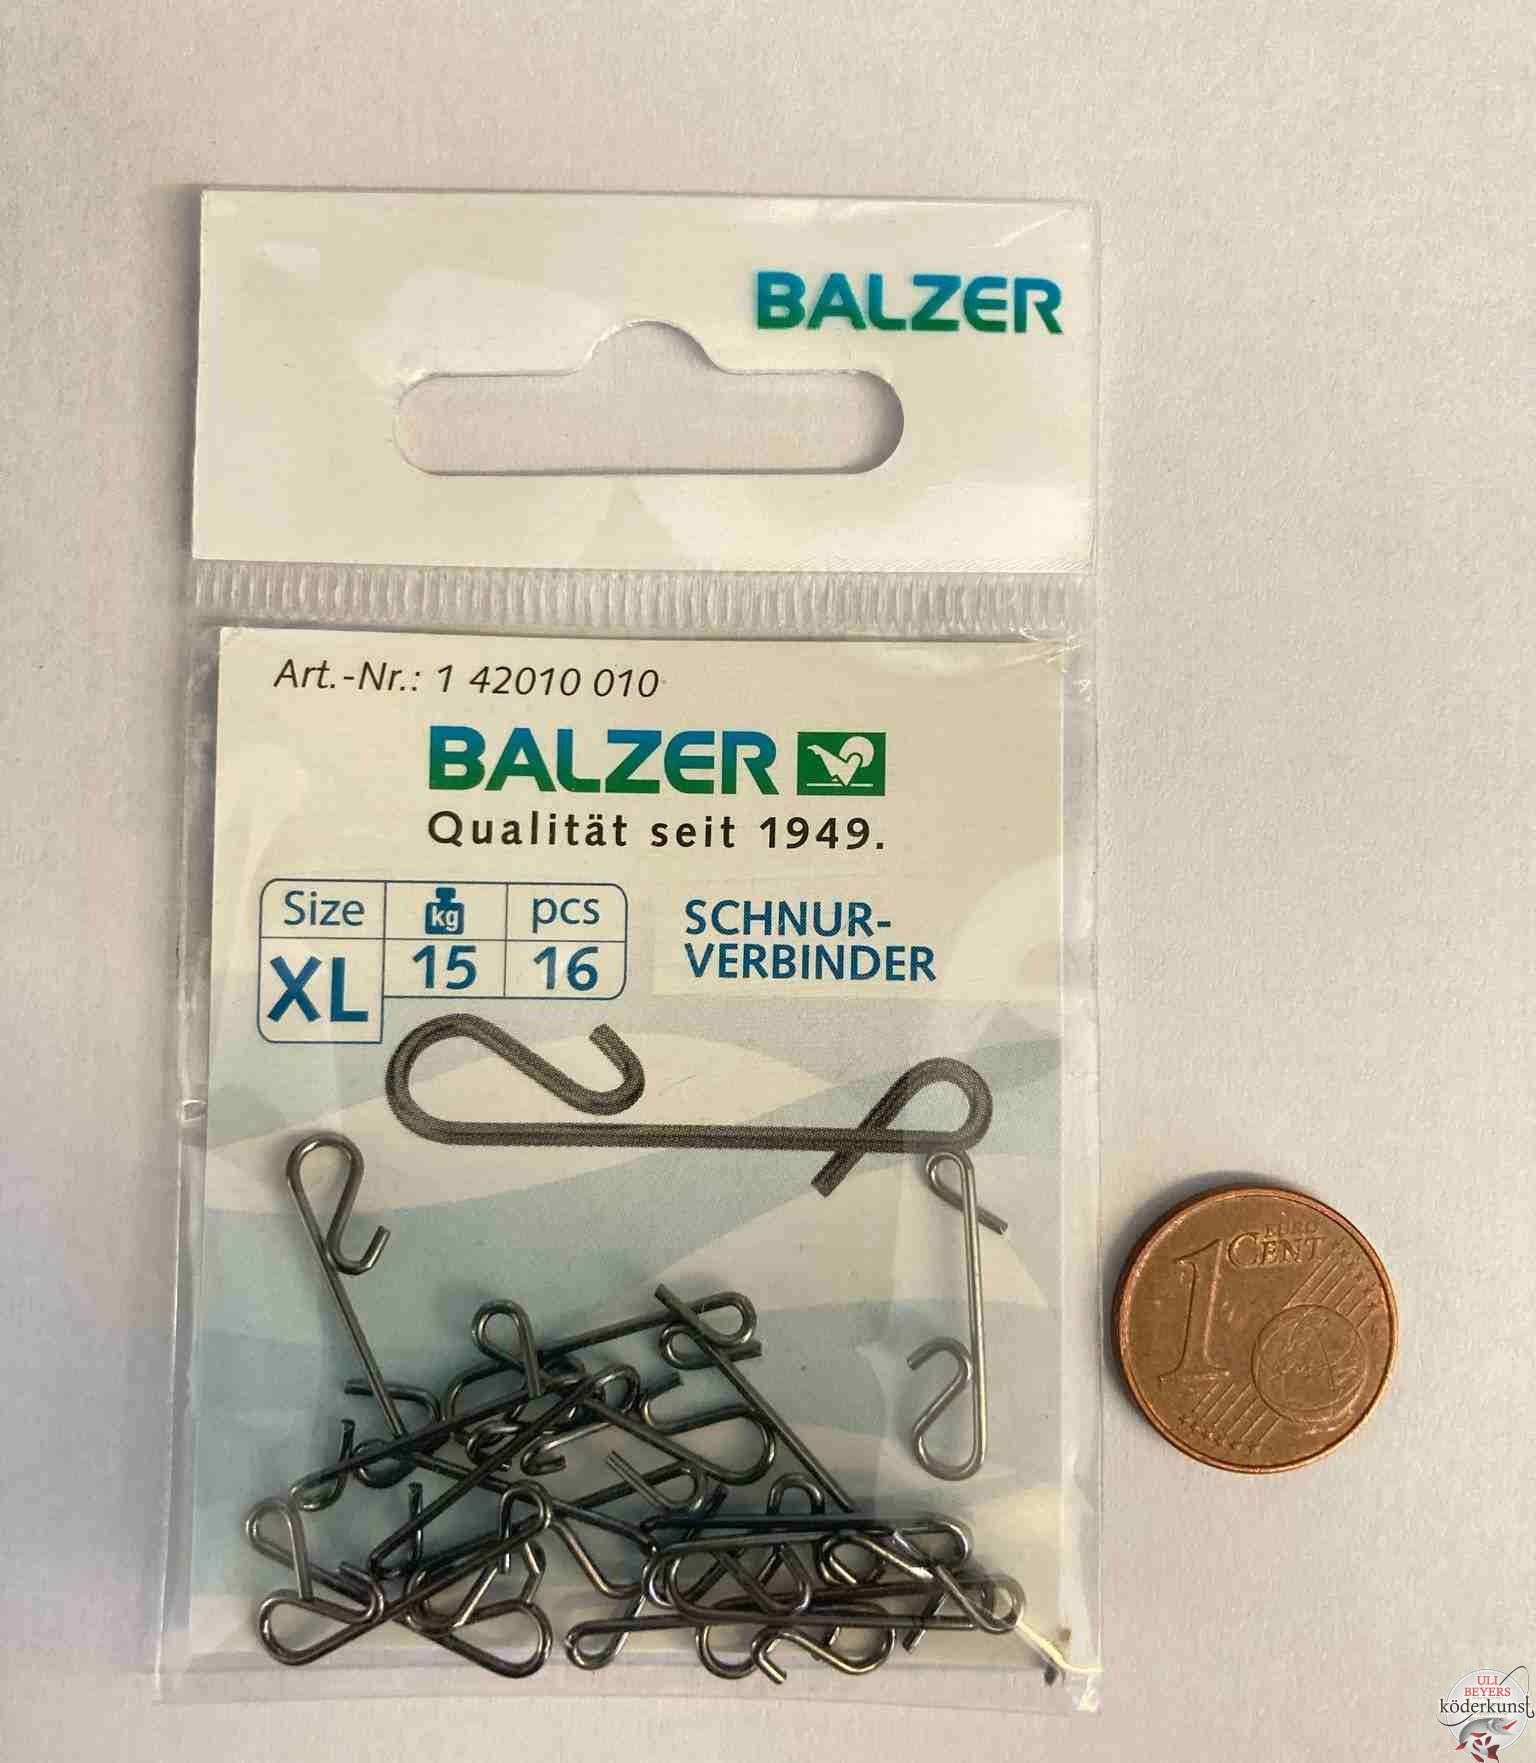 BALZER
Art.-Nr.: 1 42010 010
BALZER
Qualität seit 1949.
Size kg pcs
XL 15 16
SCHNUR-
VERBINDER
1 EURO
CENT
ULI
BEYERS
köderkunst